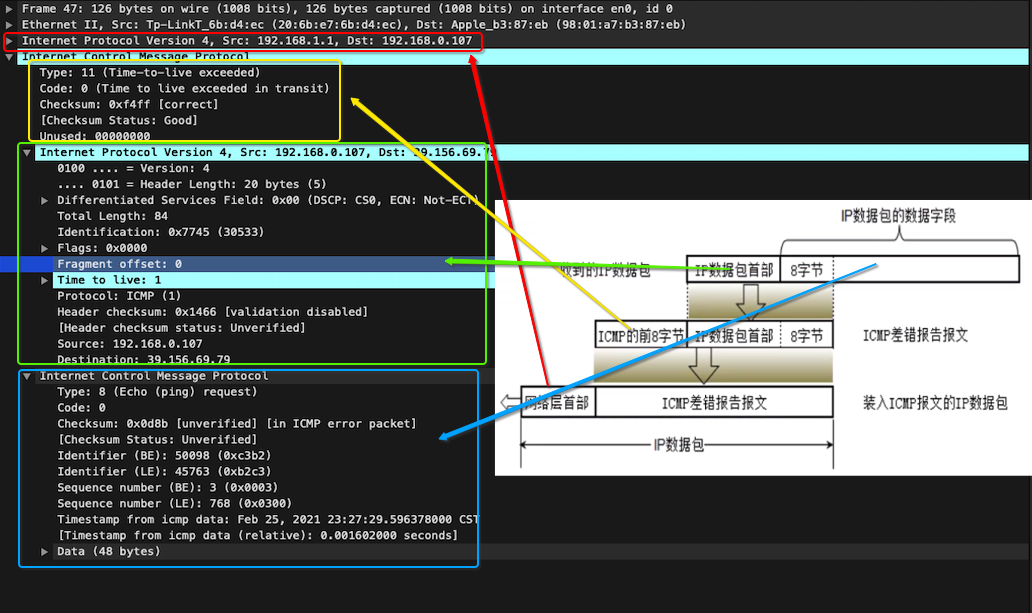 Frame 47: 126 bytes on wire (1008 bits), 126 bytes captured (1008 bits) on interface en0, id 0
Ethernet II, Src: Tp-LinkT_6b:d4:ec (20:6b:e7:6b:d4:ec), Dst: Apple_b3:87:eb (98:01:a7:b3:87:eb)
Internet Protocol Version 4, Src: 192.168.1.1, Dst: 192.168.0.107
Internet Control Message Protocol
Type: 11 (Time-to-live exceeded)
Code: 0 (Time to live exceeded in transit)
Checksum: 0xf4ff [correct]
[Checksum Status: Good]
Unused: 00000000
Internet Protocol Version 4, Src: 192.168.0.107, Dst: 39.156.69.79
0100 .... = Version: 4
.... 0101 = Header Length: 20 bytes (5)
Differentiated Services Field: 0x00 (DSCP: CS0, ECN: Not-ECT)
Total Length: 84
Identification: 0x7745 (30533)
Flags: 0x0000
Fragment offset: 0
Time to live: 1
Protocol: ICMP (1)
Header checksum: 0x1466 [validation disabled]
[Header checksum status: Unverified]
Source: 192.168.0.107
Destination: 39.156.69.79
Internet Control Message Protocol
Type: 8 (Echo (ping) request)
Code: 0
Checksum: 0x0d8b [unverified] [in ICMP error packet]
[Checksum Status: Unverified]
Identifier (BE): 50098 (0xc3b2)
Identifier (LE): 45763 (0xb2c3)
Sequence number (BE): 3 (0x0003)
Sequence number (LE): 768 (0x0300)
Timestamp from icmp data: Feb 25, 2021 23:27:29.596378000 CST
[Timestamp from icmp data (relative): 0.001602000 seconds]
Data (48 bytes)
IP数据包的数据字段
收到的IP数据包 IP数据包首部 8字节
ICMP的前8字节 IP数据包首部 8字节 ICMP差错报告报文
网络层首部 ICMP差错报告报文 装入ICMP报文的IP数据包
IP数据包